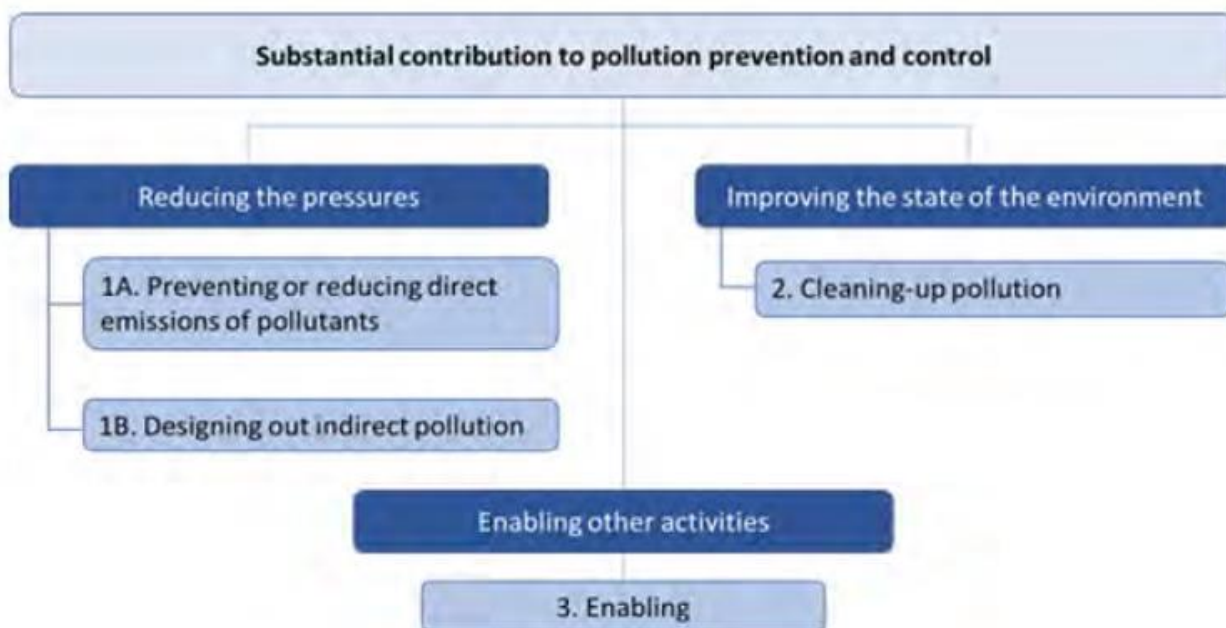 Substantial contribution to pollution prevention and control
Reducing the pressures
1A. Preventing or reducing direct
emissions of pollutants
1B. Designing out indirect pollution
Improving the state of the environment
2. Cleaning-up pollution
Enabling other activities
3. Enabling